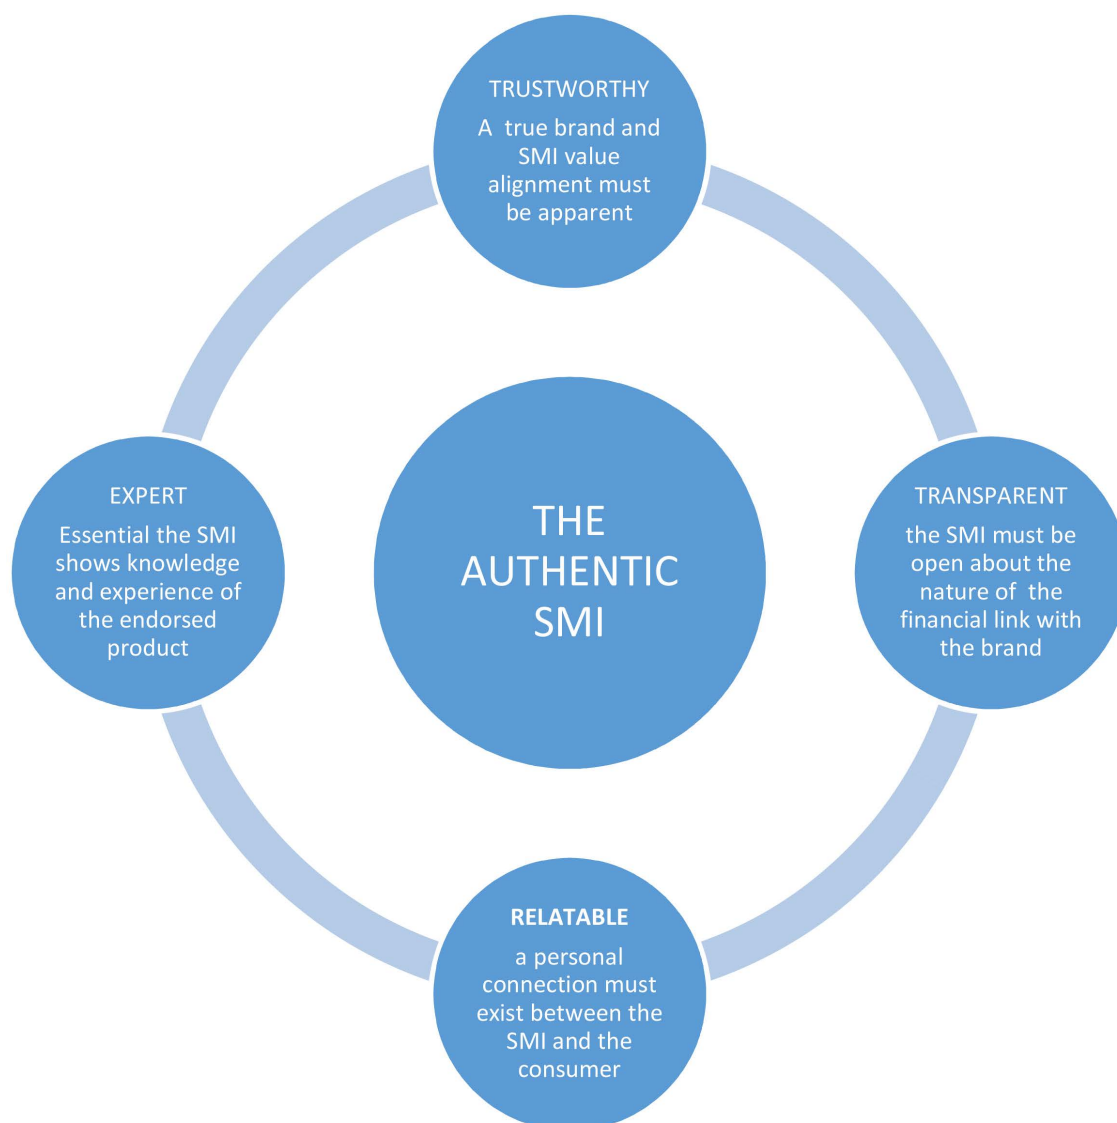 TRUSTWORTHY
A  true brand and
SMI value
alignment must
be apparent
EXPERT
Essential the SMI
shows knowledge
and experience of
the endorsed
product
THE
AUTHENTIC
SMI
TRANSPARENT
the SMI must be
open about the
nature of  the
financial link with
the brand
RELATABLE
a personal
connection must
exist between the
SMI and the
consumer